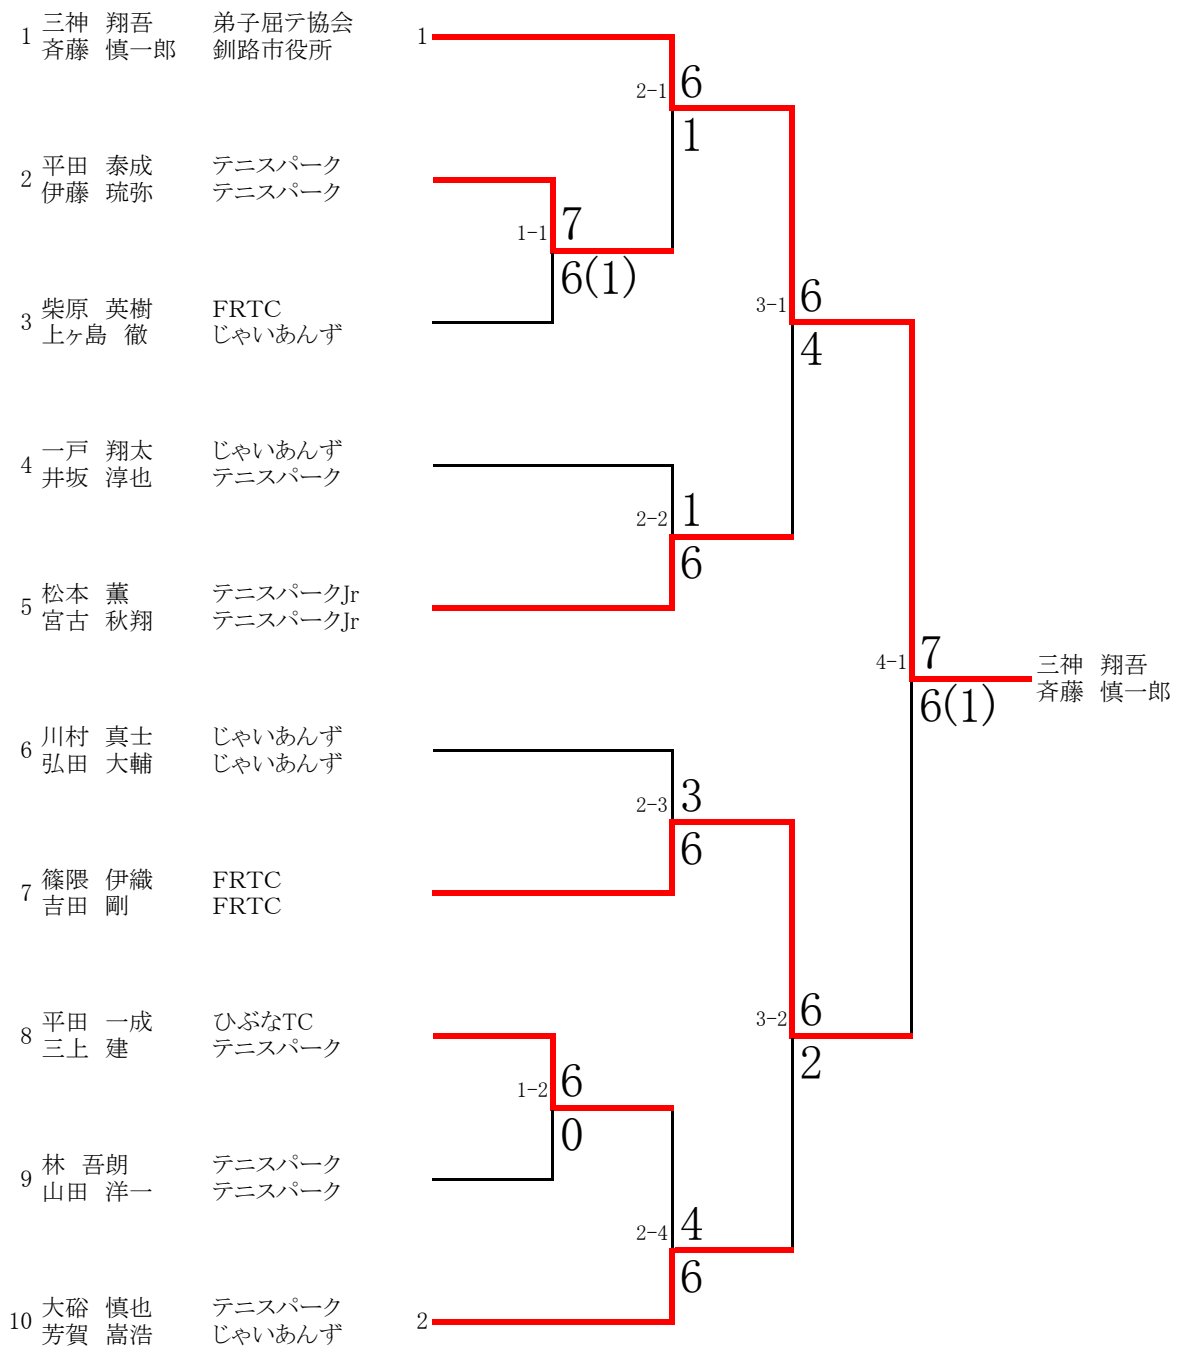 1 三神 翔吾 弟子屈テ協会
斉藤 慎一郎 釧路市役所
1
2-1 6
1
2 平田 泰成 テニスパーク
伊藤 琉弥 テニスパーク
1-1 7
6(1)
3 柴原 英樹 FRTC
上ヶ島 徹 じゃいあんず
3-1 6
4
4 一戸 翔太 じゃいあんず
井坂 淳也 テニスパーク
2-2 1
6
5 松本 薫 テニスパークJr
宮古 秋翔 テニスパークJr
4-1 7
6(1)
三神 翔吾
斉藤 慎一郎
6 川村 真士 じゃいあんず
弘田 大輔 じゃいあんず
2-3 3
6
7 篠隈 伊織 FRTC
吉田 剛 FRTC
3-2 6
2
8 平田 一成 ひぶなTC
三上 建 テニスパーク
1-2 6
0
9 林 吾朗 テニスパーク
山田 洋一 テニスパーク
2-4 4
6
10 大硲 慎也 テニスパーク
芳賀 嵩浩 じゃいあんず
2